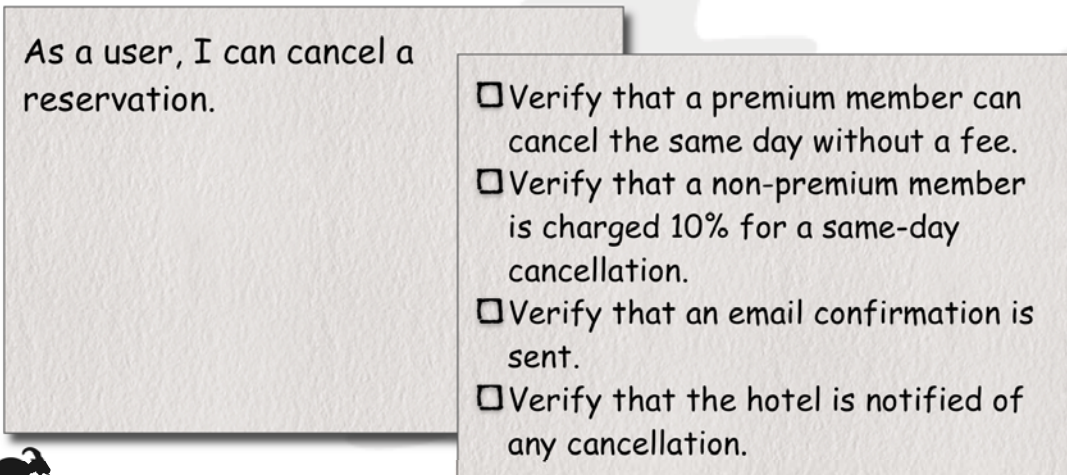 As a user, I can cancel a
reservation.
Verify that a premium member can
cancel the same day without a fee.
Verify that a non-premium member
is charged 10% for a same-day
cancellation.
Verify that an email confirmation is
sent.
Verify that the hotel is notified of
any cancellation.